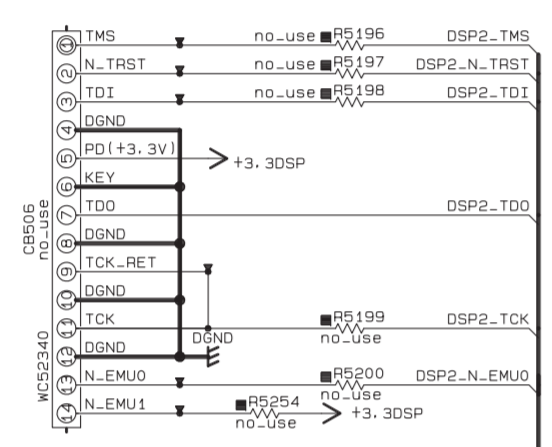 ① TMS no_use R5196 DSP2_TMS
② N_TRST no_use R5197 DSP2_N_TRST
③ TDI no_use R5198 DSP2_TDI
④ DGND
⑤ PD(+3.3V) +3.3DSP
⑥ KEY
⑦ TDO DSP2_TDO
⑧ DGND
⑨ TCK_RET
⑩ DGND
⑪ TCK R5199 DSP2_TCK
DGND no_use
⑫ DGND
⑬ N_EMU0 R5200 DSP2_N_EMU0
no_use
⑭ N_EMU1 R5254 +3.3DSP
no_use
CB506
no_use
WC52340